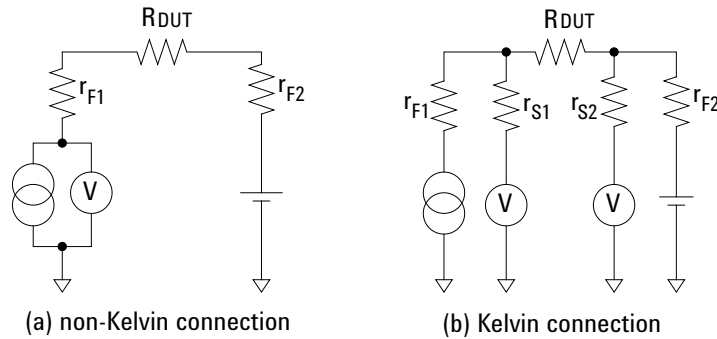 RDUT
rF1
rF2
V
(a) non-Kelvin connection
RDUT
rF1
rS1
rS2
rF2
V
V
(b) Kelvin connection